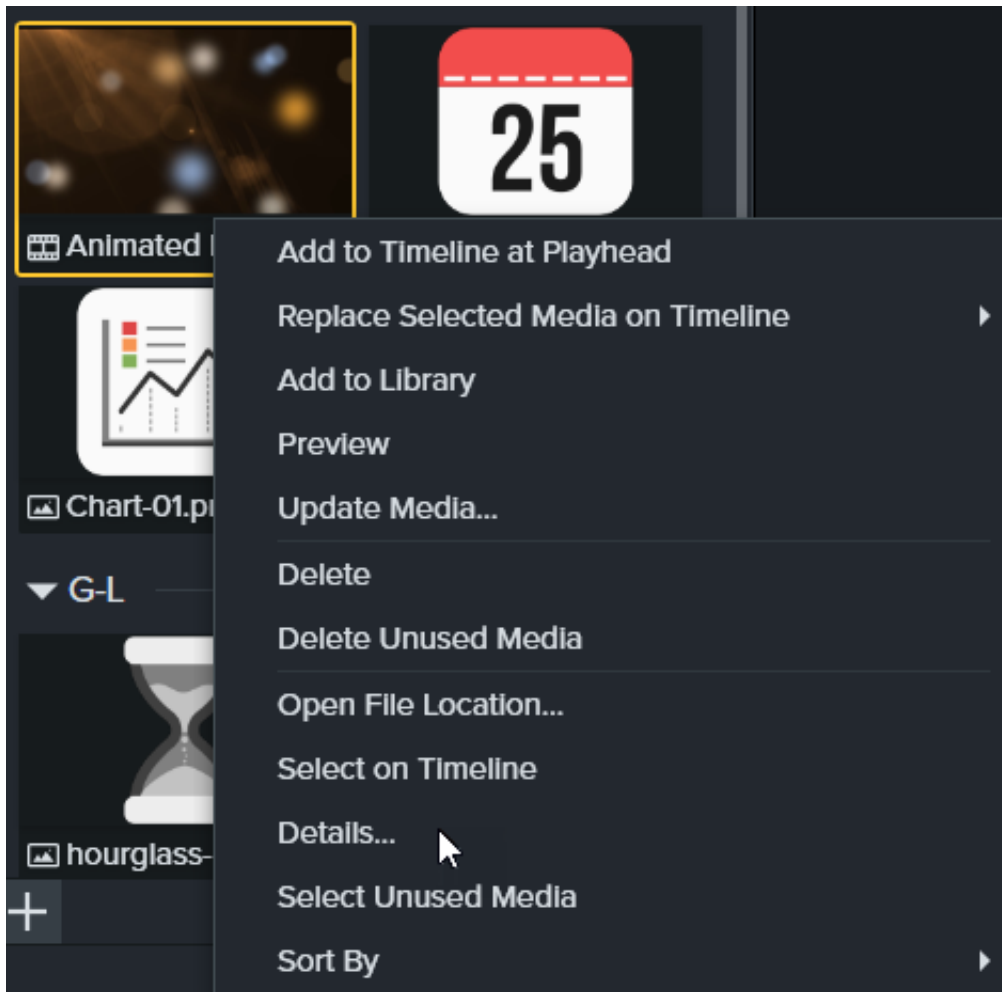 25
Animated
Add to Timeline at Playhead
Replace Selected Media on Timeline
Add to Library
Preview
Chart-01.pn
Update Media...
Delete
G-L
Delete Unused Media
Open File Location...
Select on Timeline
Details...
hourglass-
Select Unused Media
Sort By